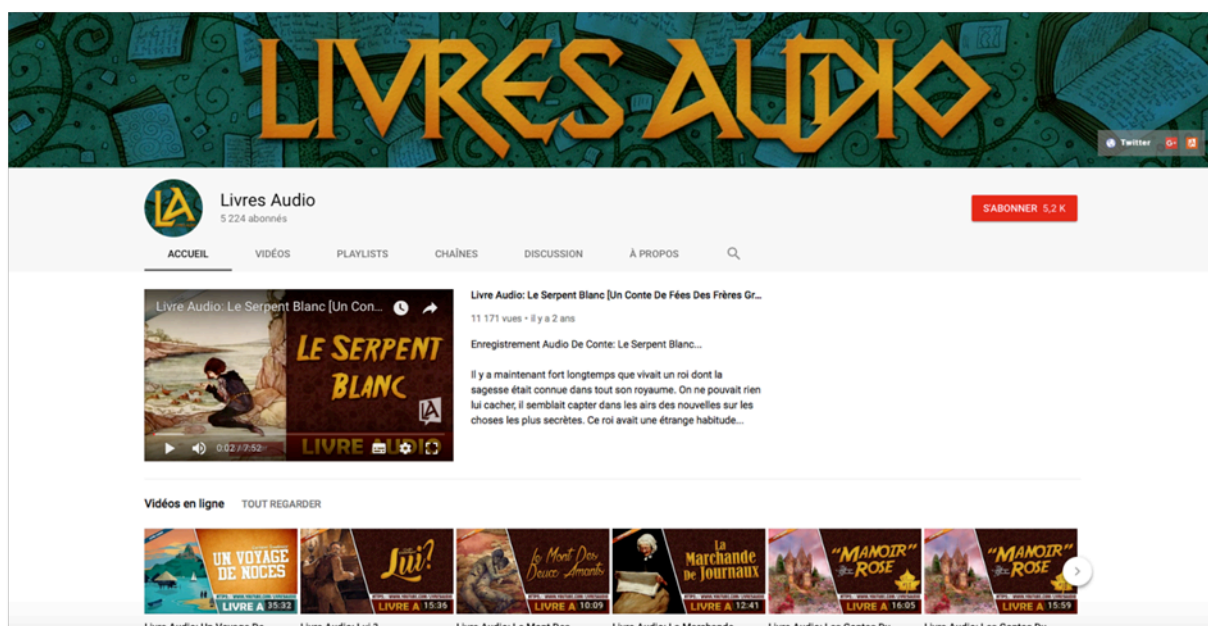 LIVRES AUDIO
Twitter
G+
LA
Livres Audio
5 224 abonnés
S'ABONNER 5,2 K
ACCUEIL VIDÉOS PLAYLISTS CHAÎNES DISCUSSION À PROPOS
Livre Audio: Le Serpent Blanc [Un Con...
LE SERPENT
BLANC
LA
LIVRE AUDIO
0:02 / 7:52
Livre Audio: Le Serpent Blanc [Un Conte De Fées Des Frères Gr...
11 171 vues • il y a 2 ans
Enregistrement Audio De Conte: Le Serpent Blanc...
Il y a maintenant fort longtemps que vivait un roi dont la
sagesse était connue dans tout son royaume. On ne pouvait rien
lui cacher, il semblait capter dans les airs des nouvelles sur les
choses les plus secrètes. Ce roi avait une étrange habitude...
Vidéos en ligne TOUT REGARDER
UN VOYAGE
DE NOCES
LIVRE A 35:32
Lui?
LIVRE A 15:36
Le Mont Des
Deux Amants
LIVRE A 10:09
La
Marchande
De Journaux
LIVRE A 12:41
"MANOIR"
ROSE
LIVRE A 16:05
"MANOIR"
ROSE
LIVRE A 15:59